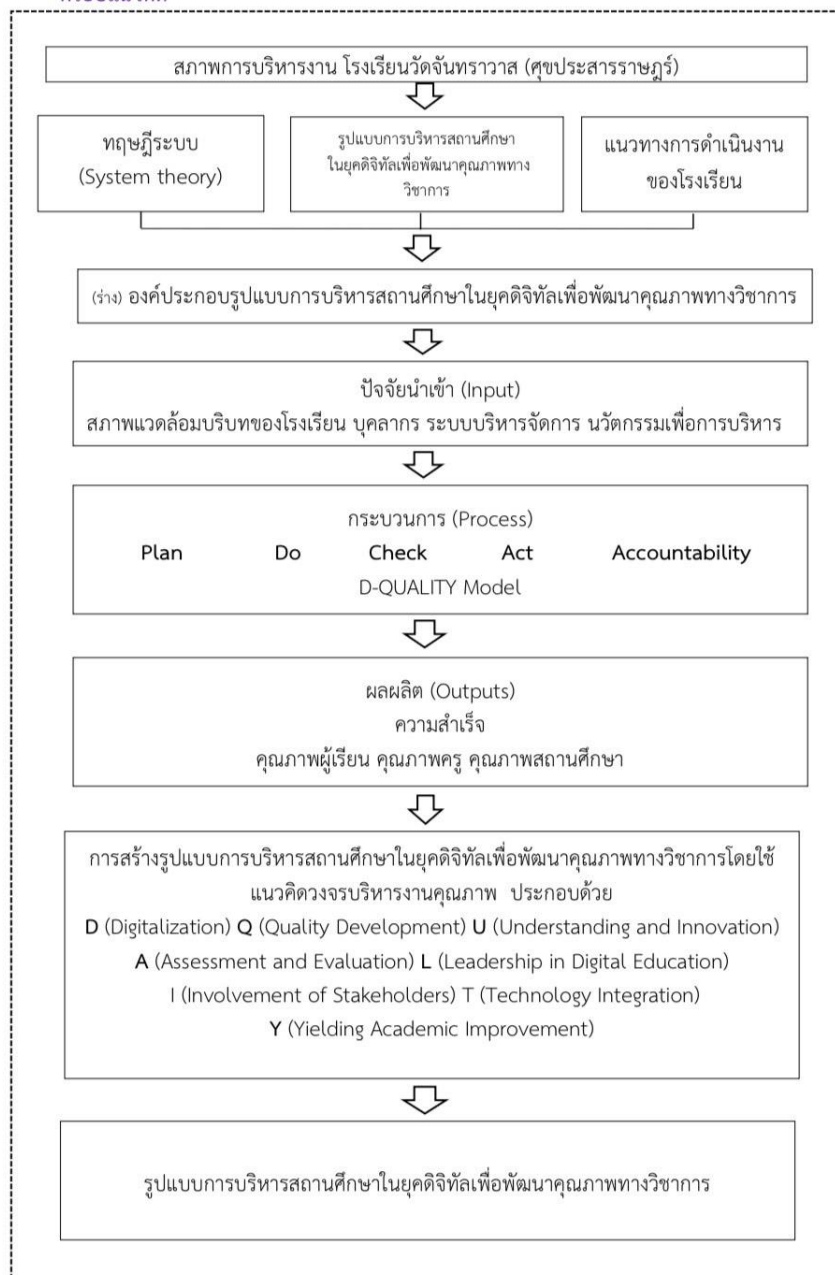 สภาพการบริหารงาน โรงเรียนวัดจันทราวาส (ศุขประสารราษฎร์)
ทฤษฎีระบบ
(System theory)
รูปแบบการบริหารสถานศึกษา
ในยุคดิจิทัลเพื่อพัฒนาคุณภาพทาง
วิชาการ
แนวทางการดำเนินงาน
ของโรงเรียน
(ร่าง) องค์ประกอบรูปแบบการบริหารสถานศึกษาในยุคดิจิทัลเพื่อพัฒนาคุณภาพทางวิชาการ
ปัจจัยนำเข้า (Input)
สภาพแวดล้อมบริบทของโรงเรียน บุคลากร ระบบบริหารจัดการ นวัตกรรมเพื่อการบริหาร
กระบวนการ (Process)
Plan Do Check Act Accountability
D-QUALITY Model
ผลผลิต (Outputs)
ความสำเร็จ
คุณภาพผู้เรียน คุณภาพครู คุณภาพสถานศึกษา
การสร้างรูปแบบการบริหารสถานศึกษาในยุคดิจิทัลเพื่อพัฒนาคุณภาพทางวิชาการโดยใช้
แนวคิดวงจรบริหารงานคุณภาพ ประกอบด้วย
D (Digitalization) Q (Quality Development) U (Understanding and Innovation)
A (Assessment and Evaluation) L (Leadership in Digital Education)
I (Involvement of Stakeholders) T (Technology Integration)
Y (Yielding Academic Improvement)
รูปแบบการบริหารสถานศึกษาในยุคดิจิทัลเพื่อพัฒนาคุณภาพทางวิชาการ